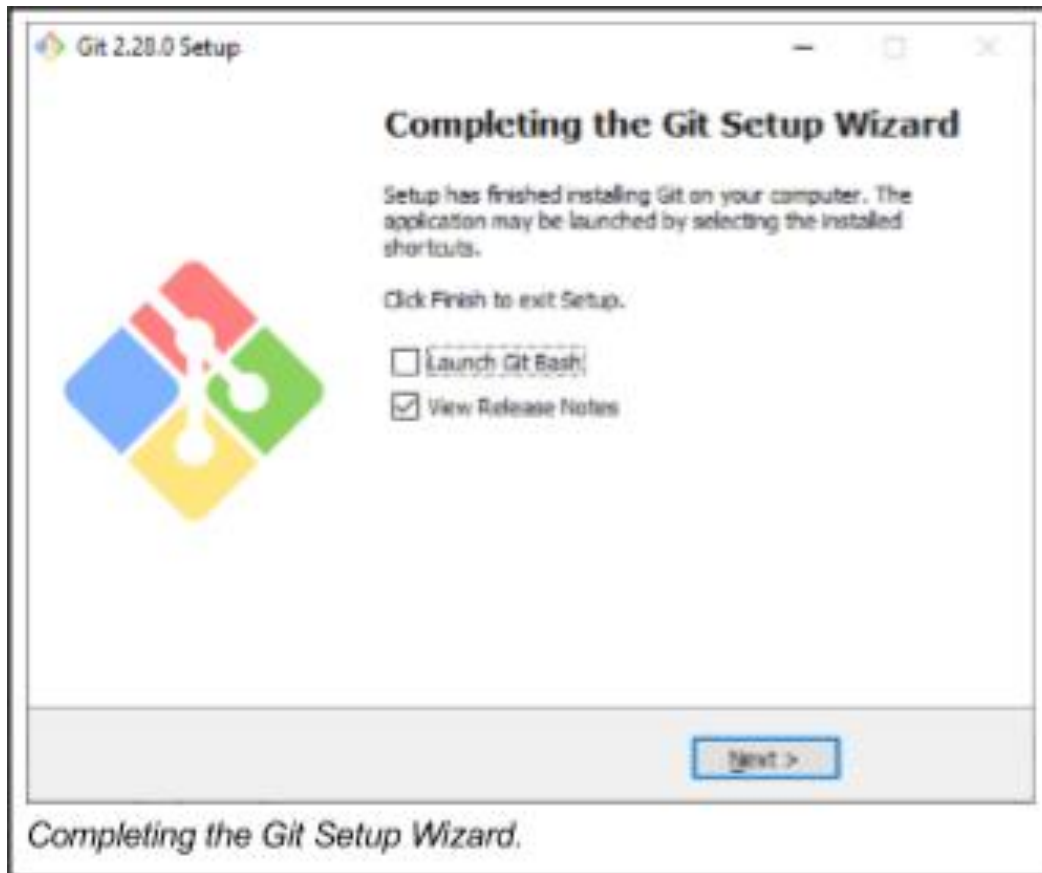 Git 2.28.0 Setup
Completing the Git Setup Wizard
Setup has finished installing Git on your computer. The
application may be launched by selecting the installed
shortcuts.
Click Finish to exit Setup.
Launch Git Bash
View Release Notes
Next >
Completing the Git Setup Wizard.